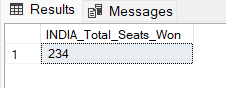 Results Messages
INDIA_Total_Seats_Won
1 234